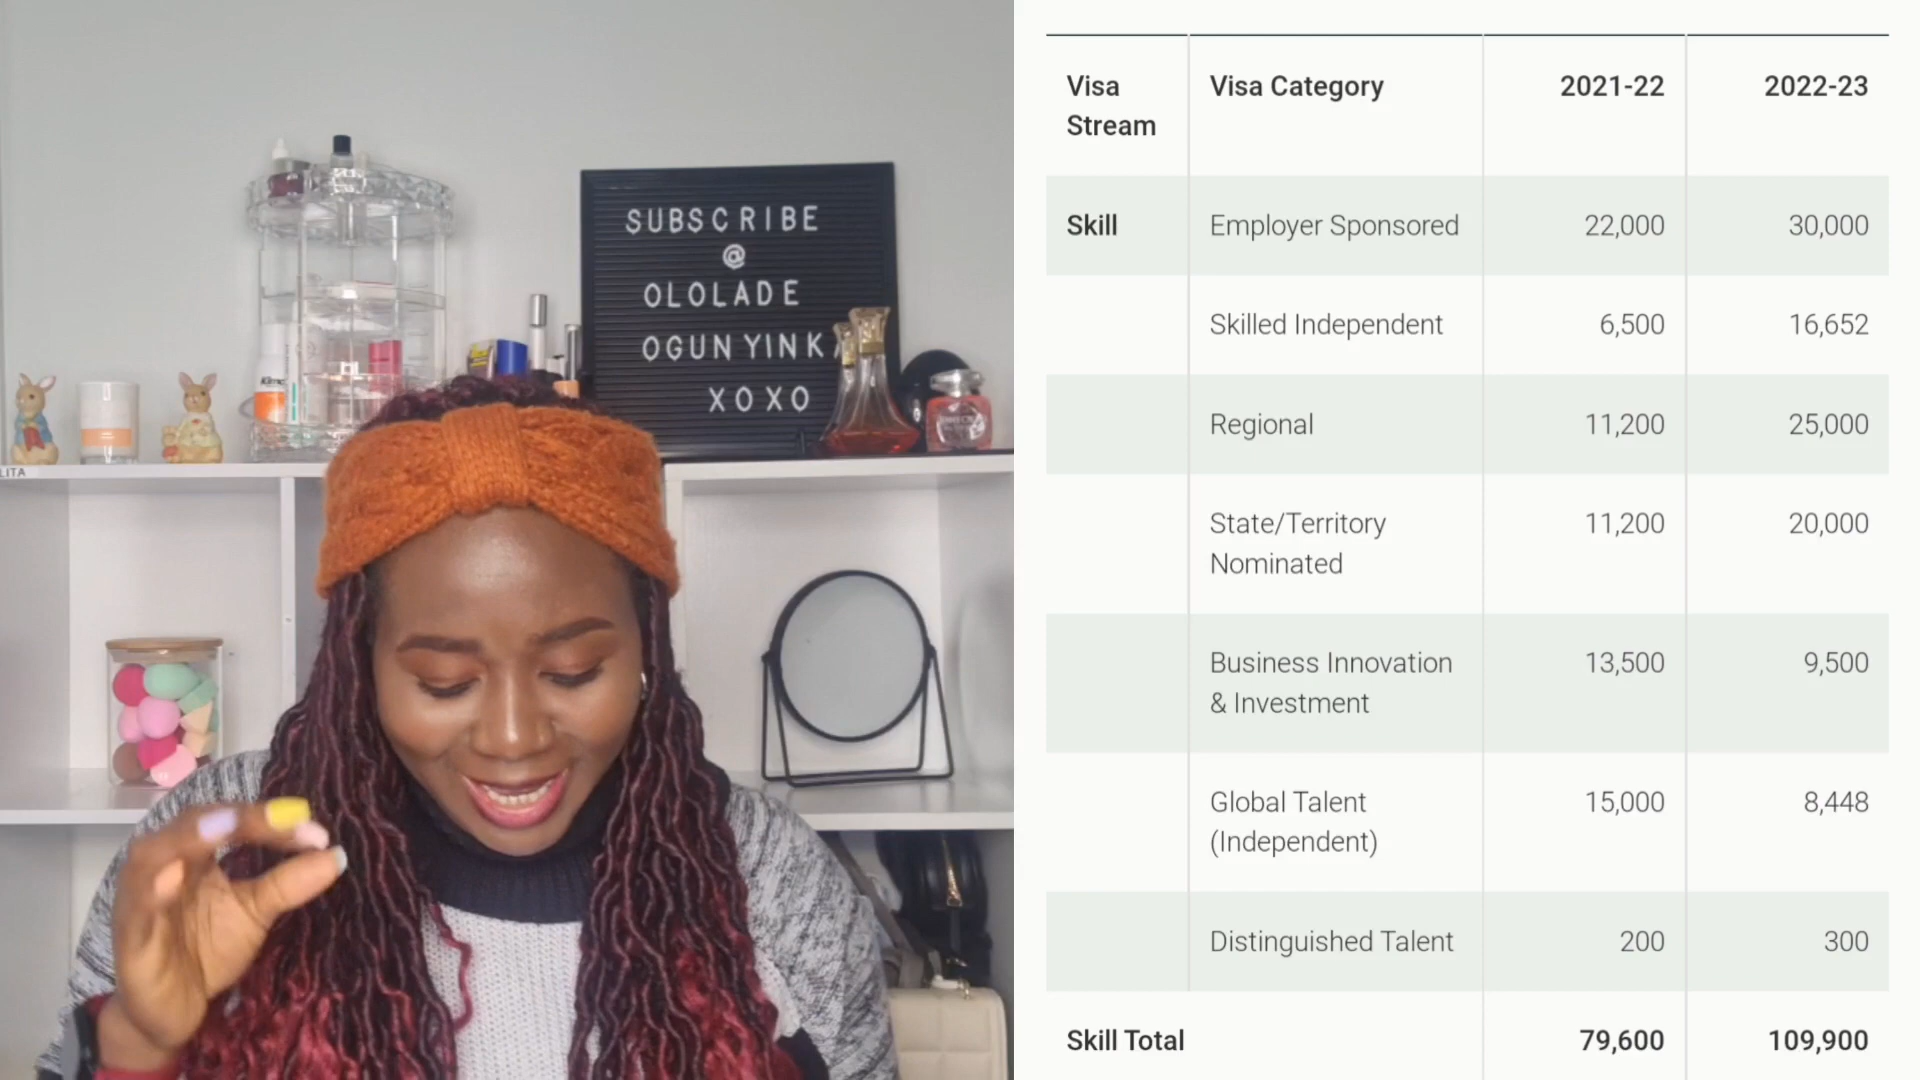 SUBSCRIBE
@
OLOLADE
OGUNYINK
XOXO
LITA
Visa Stream
Visa Category
2021-22
2022-23
Skill
Employer Sponsored
22,000
30,000
Skilled Independent
6,500
16,652
Regional
11,200
25,000
State/Territory
Nominated
11,200
20,000
Business Innovation
& Investment
13,500
9,500
Global Talent
(Independent)
15,000
8,448
Distinguished Talent
200
300
Skill Total
79,600
109,900